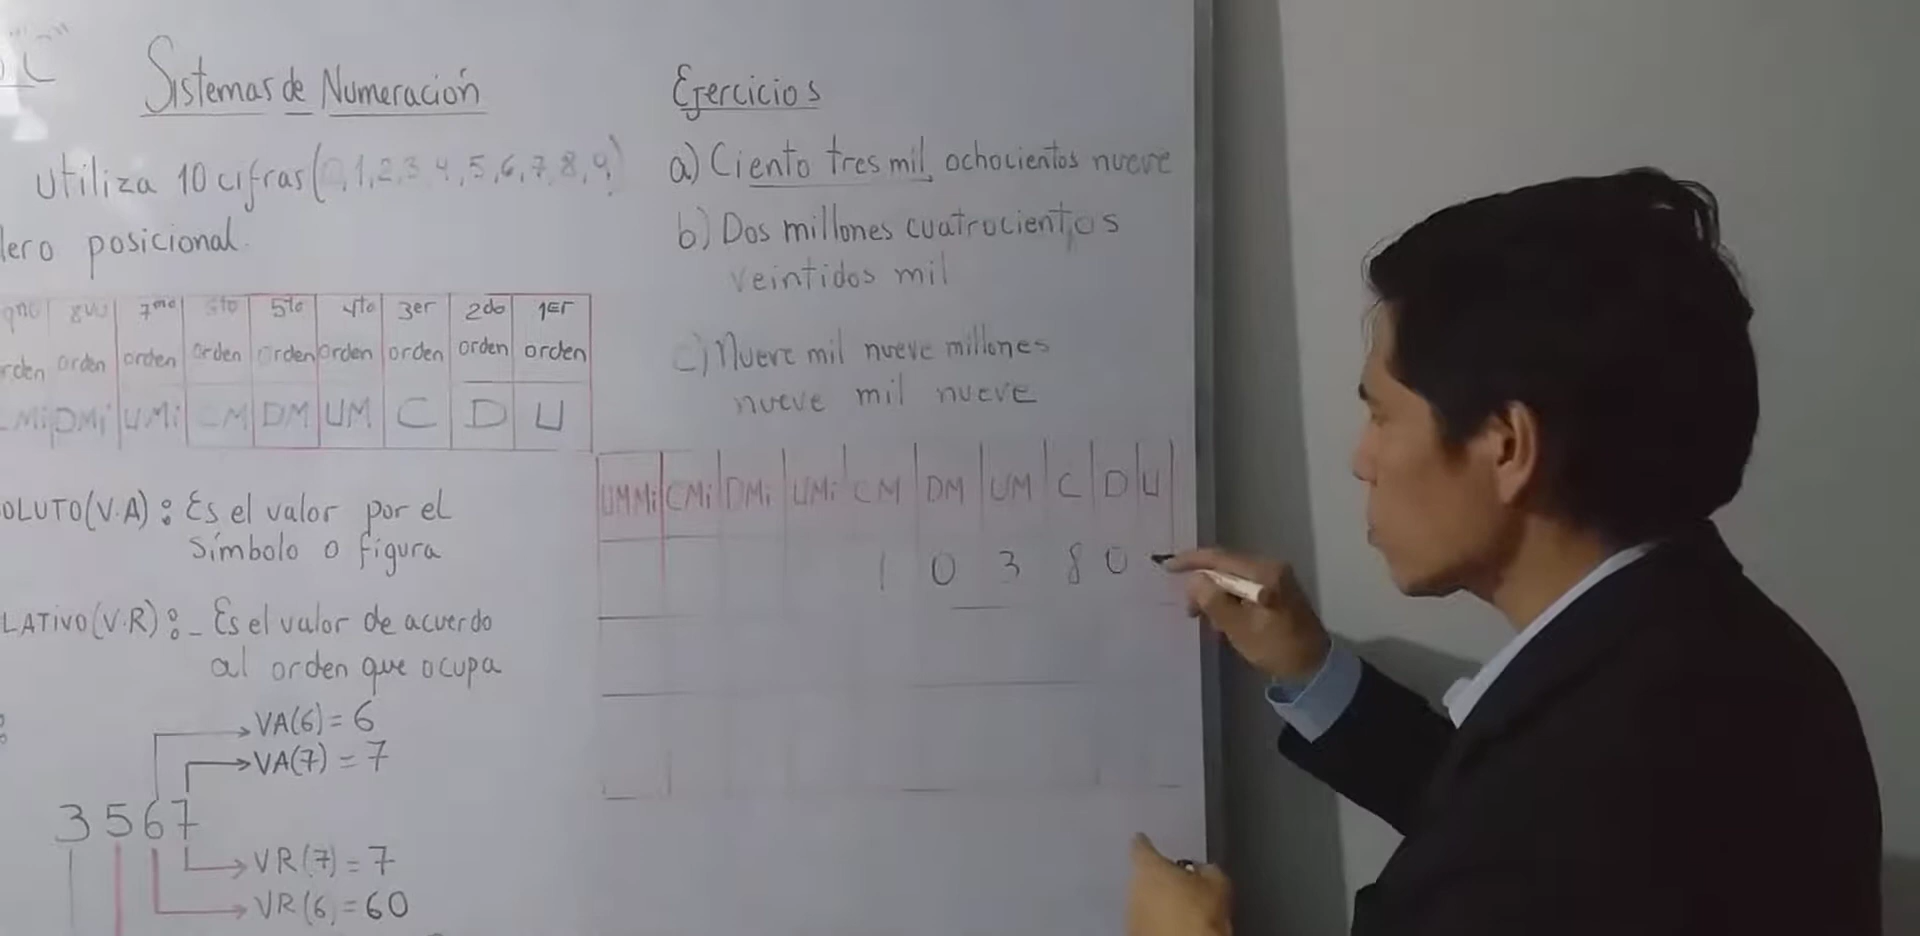 Sistemas de Numeración
utiliza 10 cifras (0,1,2,3,4,5,6,7,8,9)
posicional.
8vo 7mo 6to 5to 4to 3er 2do 1Er
orden orden orden orden orden orden orden orden
DMi UMi CM DM UM C D U
OLUTO(V.A) : Es el valor por el
símbolo o figura
LATIVO(V.R) :_ Es el valor de acuerdo
al orden que ocupa
VA(6) = 6
VA(7) = 7
3567
VR(7) = 7
VR(6) = 60
Ejercicios
a) Ciento tres mil, ochocientos nueve
b) Dos millones cuatrocientos
veintidos mil
c) Nueve mil nueve millones
nueve mil nueve
UMMi CMi DMi UMi CM DM UM C D U
1 0 3 8 0